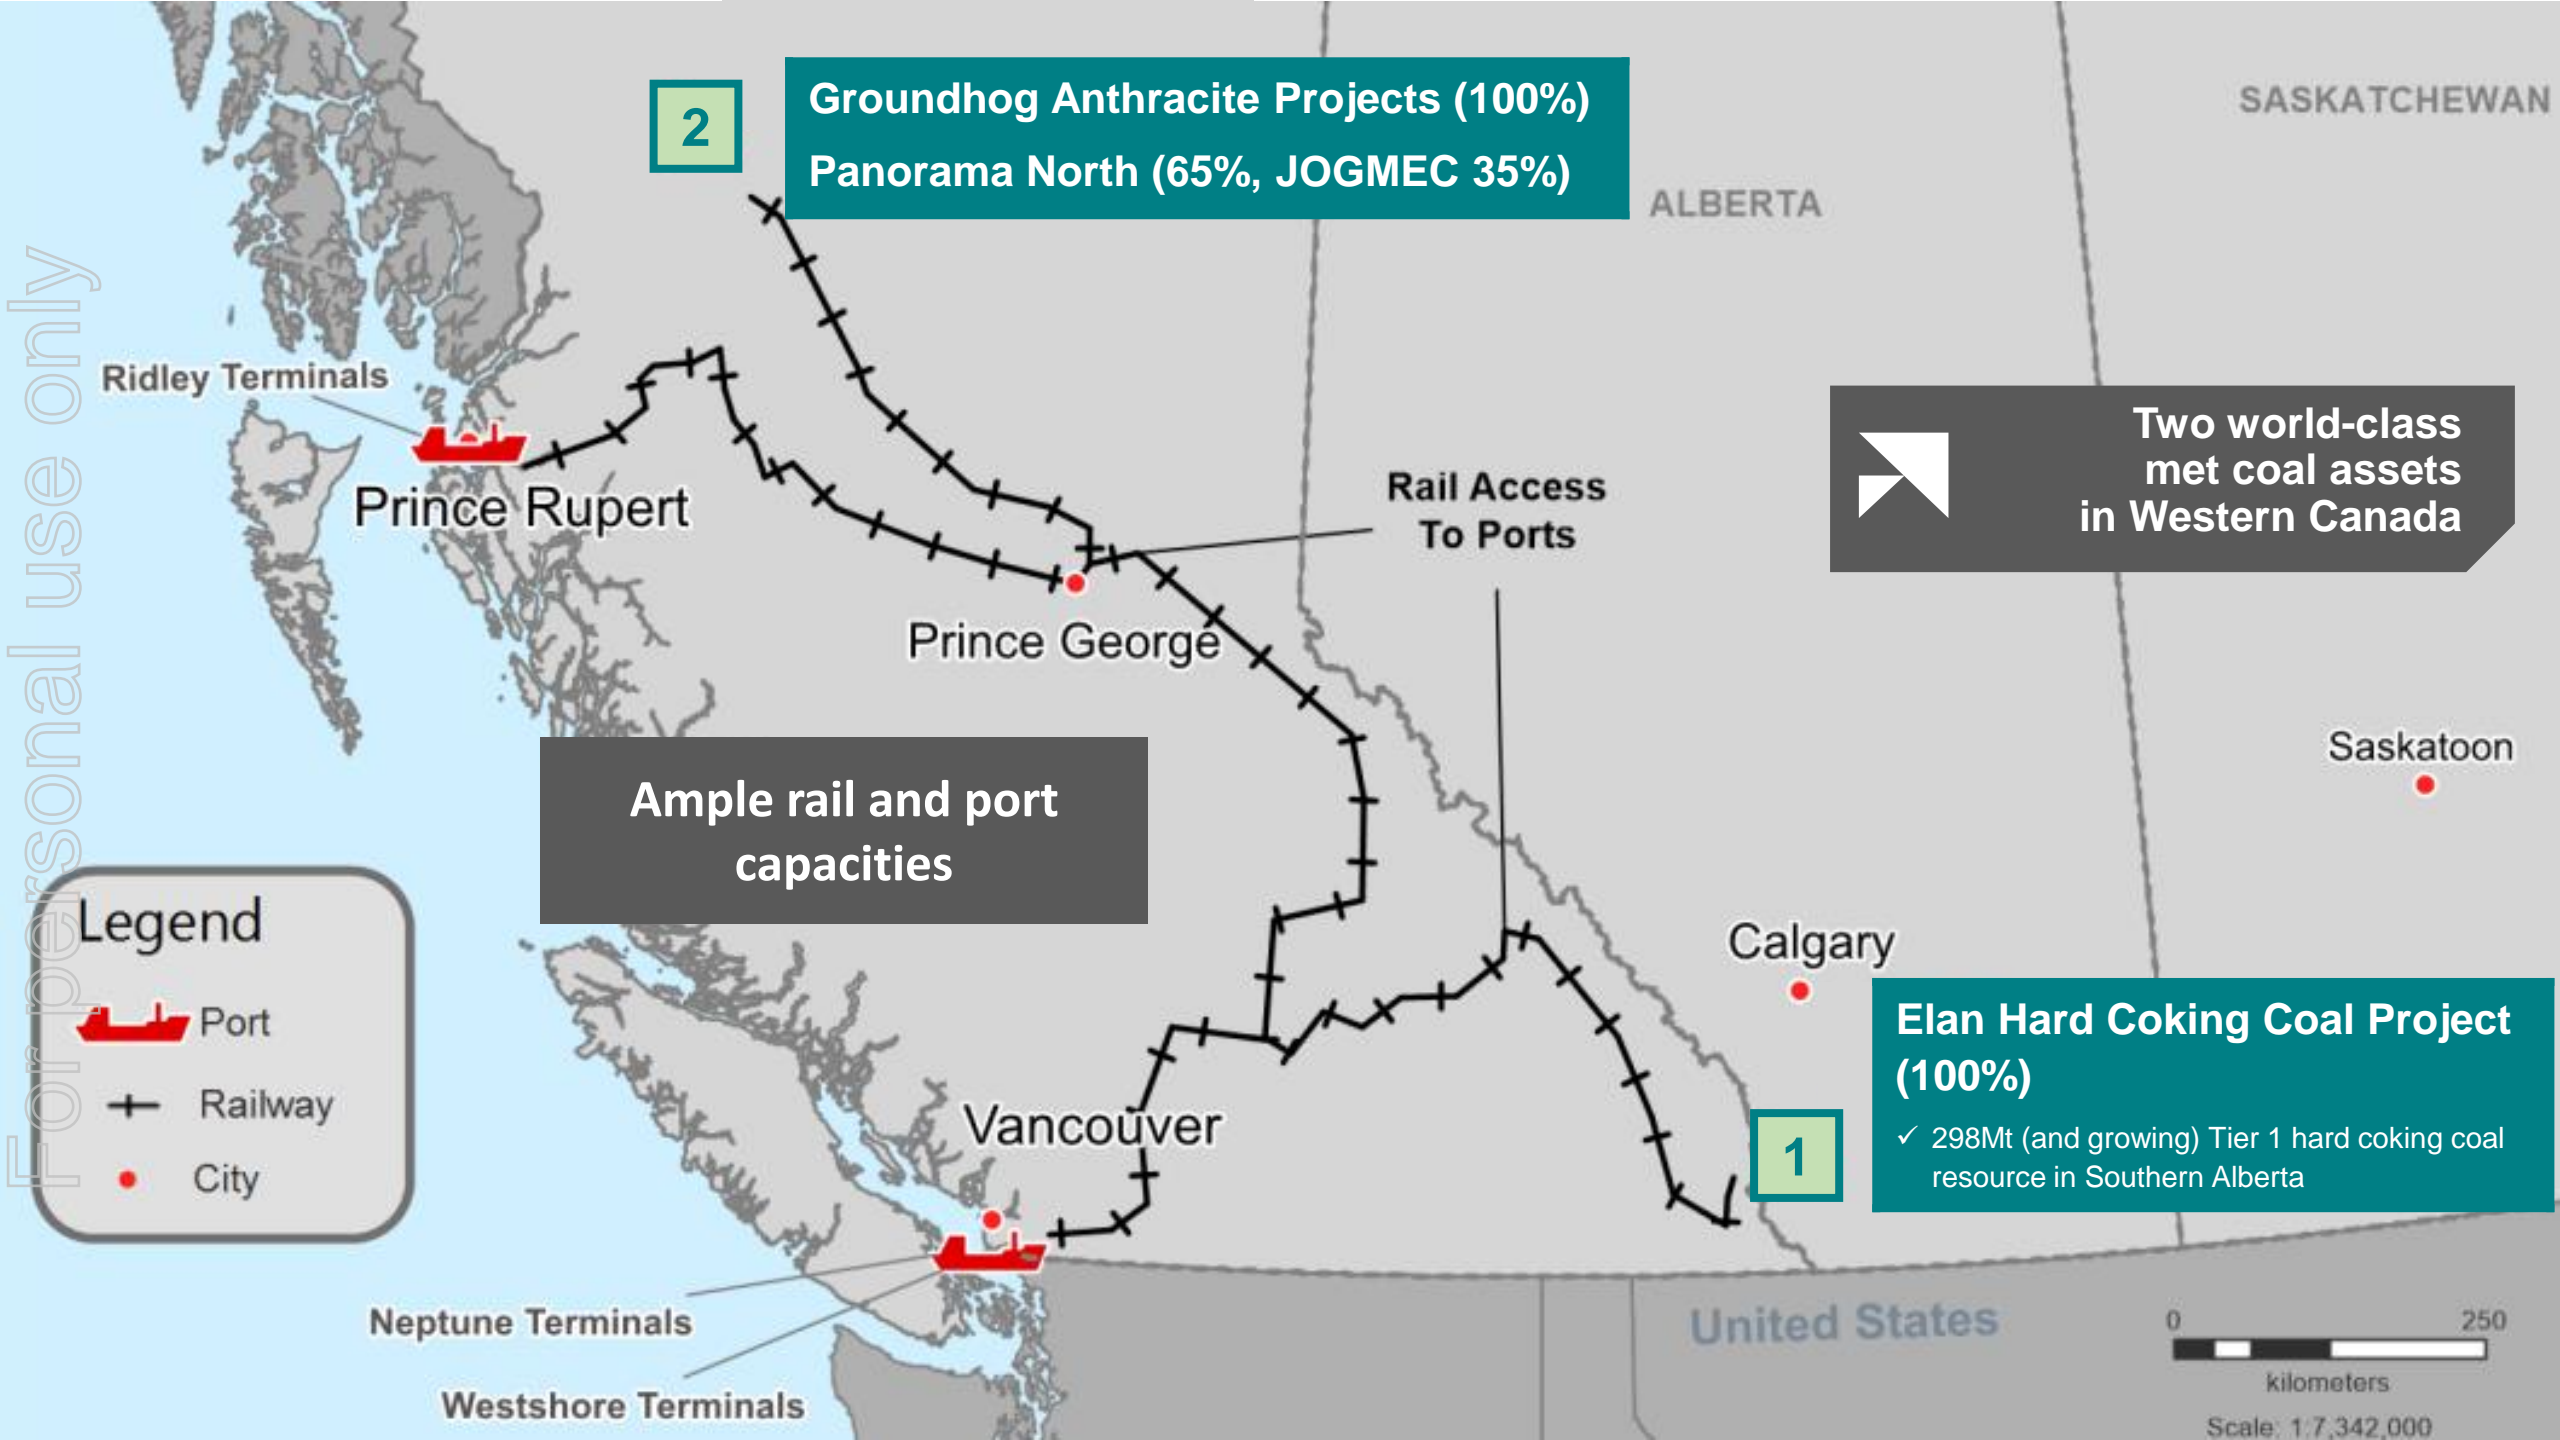 2
Groundhog Anthracite Projects (100%)
Panorama North (65%, JOGMEC 35%)
SASKATCHEWAN
ALBERTA
Ridley Terminals
Prince Rupert
Rail Access
To Ports
Two world-class
met coal assets
in Western Canada
Prince George
Ample rail and port
capacities
Saskatoon
Calgary
Legend
Port
Railway
City
Vancouver
1
Elan Hard Coking Coal Project
(100%)
✓ 298Mt (and growing) Tier 1 hard coking coal
resource in Southern Alberta
Neptune Terminals
Westshore Terminals
United States
0 250
kilometers
Scale: 1:7,342,000
For personal use only